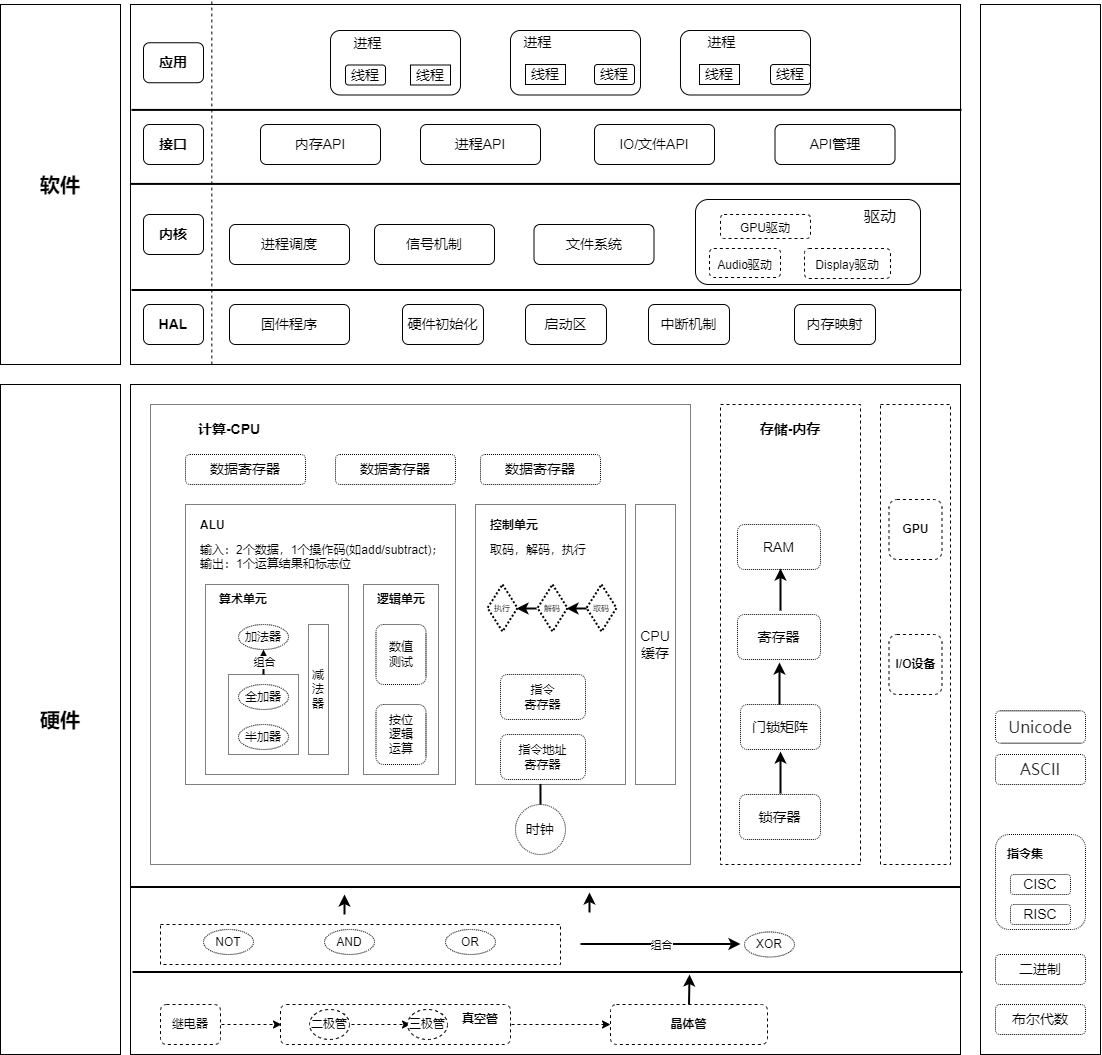 软件
应用
进程
线程
线程
进程
线程
线程
进程
线程
线程
接口
内存API
进程API
IO/文件API
API管理
内核
进程调度
信号机制
文件系统
驱动
GPU驱动
Audio驱动
Display驱动
HAL
固件程序
硬件初始化
启动区
中断机制
内存映射
硬件
计算-CPU
数据寄存器
数据寄存器
数据寄存器
ALU
输入：2个数据，1个操作码(如add/subtract)；
输出：1个运算结果和标志位
算术单元
加法器
组合
全加器
半加器
减
法
器
逻辑单元
数值
测试
按位
逻辑
运算
控制单元
取码，解码，执行
执行
解码
取码
指令
寄存器
指令地址
寄存器
时钟
CPU
缓存
存储-内存
RAM
寄存器
门锁矩阵
锁存器
GPU
I/O设备
NOT
AND
OR
组合
XOR
继电器
二极管
三极管
真空管
晶体管
Unicode
ASCII
指令集
CISC
RISC
二进制
布尔代数